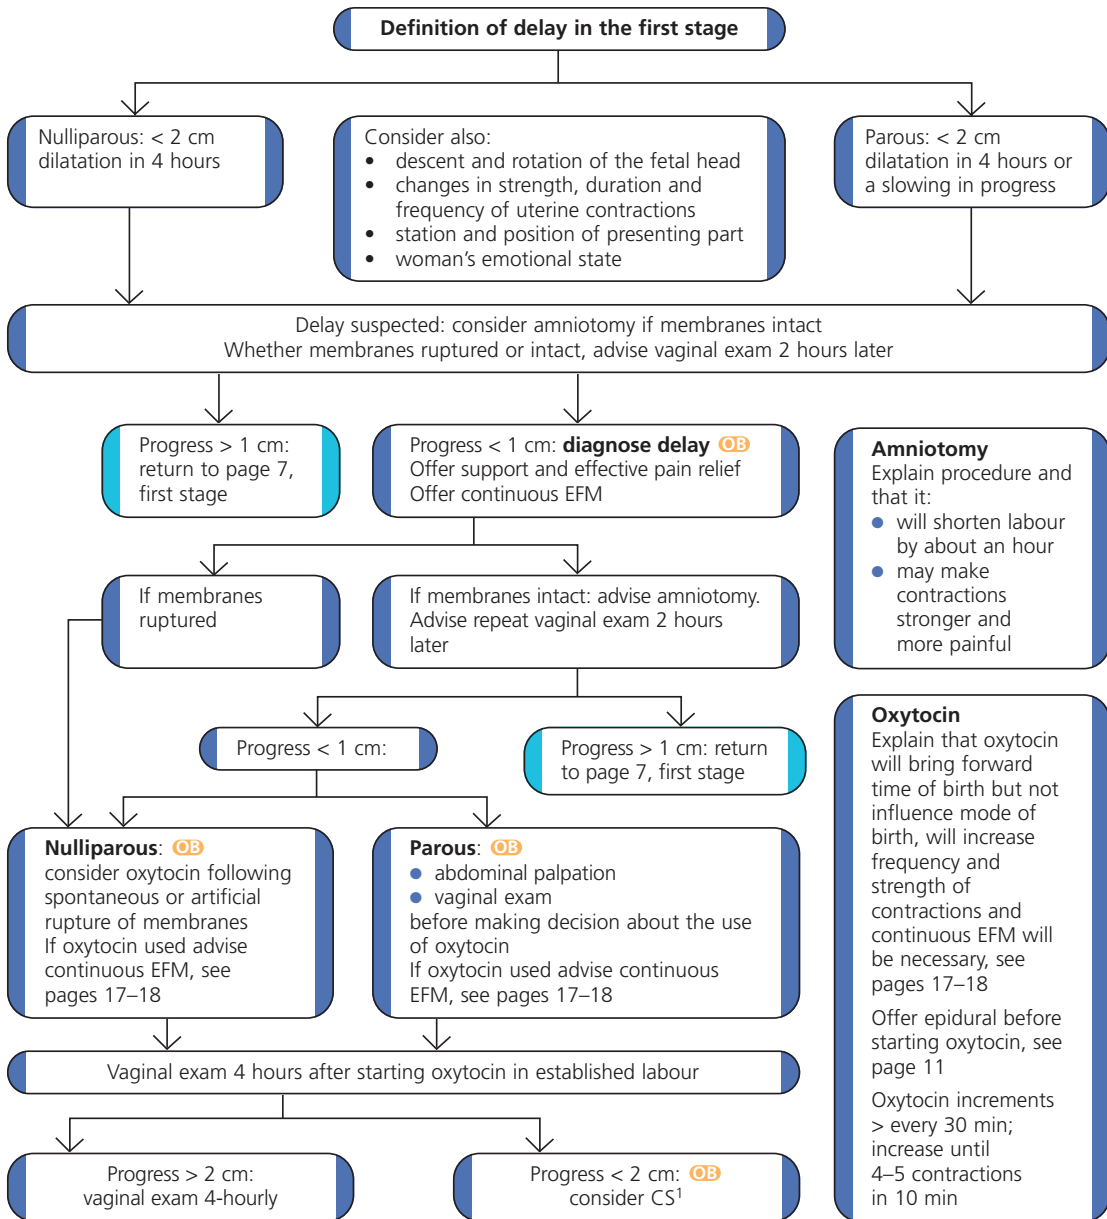 Definition of delay in the first stage
Nulliparous: < 2 cm
dilatation in 4 hours
Consider also:
• descent and rotation of the fetal head
• changes in strength, duration and
frequency of uterine contractions
• station and position of presenting part
• woman's emotional state
Parous: < 2 cm
dilatation in 4 hours or
a slowing in progress
Delay suspected: consider amniotomy if membranes intact
Whether membranes ruptured or intact, advise vaginal exam 2 hours later
Progress > 1 cm:
return to page 7,
first stage
Progress < 1 cm: diagnose delay OB
Offer support and effective pain relief
Offer continuous EFM
Amniotomy
Explain procedure and
that it:
● will shorten labour
by about an hour
● may make
contractions
stronger and
more painful
If membranes
ruptured
If membranes intact: advise amniotomy.
Advise repeat vaginal exam 2 hours
later
Progress < 1 cm:
Progress > 1 cm: return
to page 7, first stage
Oxytocin
Explain that oxytocin
will bring forward
time of birth but not
influence mode of
birth, will increase
frequency and
strength of
contractions and
continuous EFM will
be necessary, see
pages 17–18
Offer epidural before
starting oxytocin, see
page 11
Oxytocin increments
> every 30 min;
increase until
4–5 contractions
in 10 min
Nulliparous: OB
consider oxytocin following
spontaneous or artificial
rupture of membranes
If oxytocin used advise
continuous EFM, see
pages 17–18
Parous: OB
● abdominal palpation
● vaginal exam
before making decision about the use
of oxytocin
If oxytocin used advise continuous
EFM, see pages 17–18
Vaginal exam 4 hours after starting oxytocin in established labour
Progress > 2 cm:
vaginal exam 4-hourly
Progress < 2 cm: OB
consider CS¹